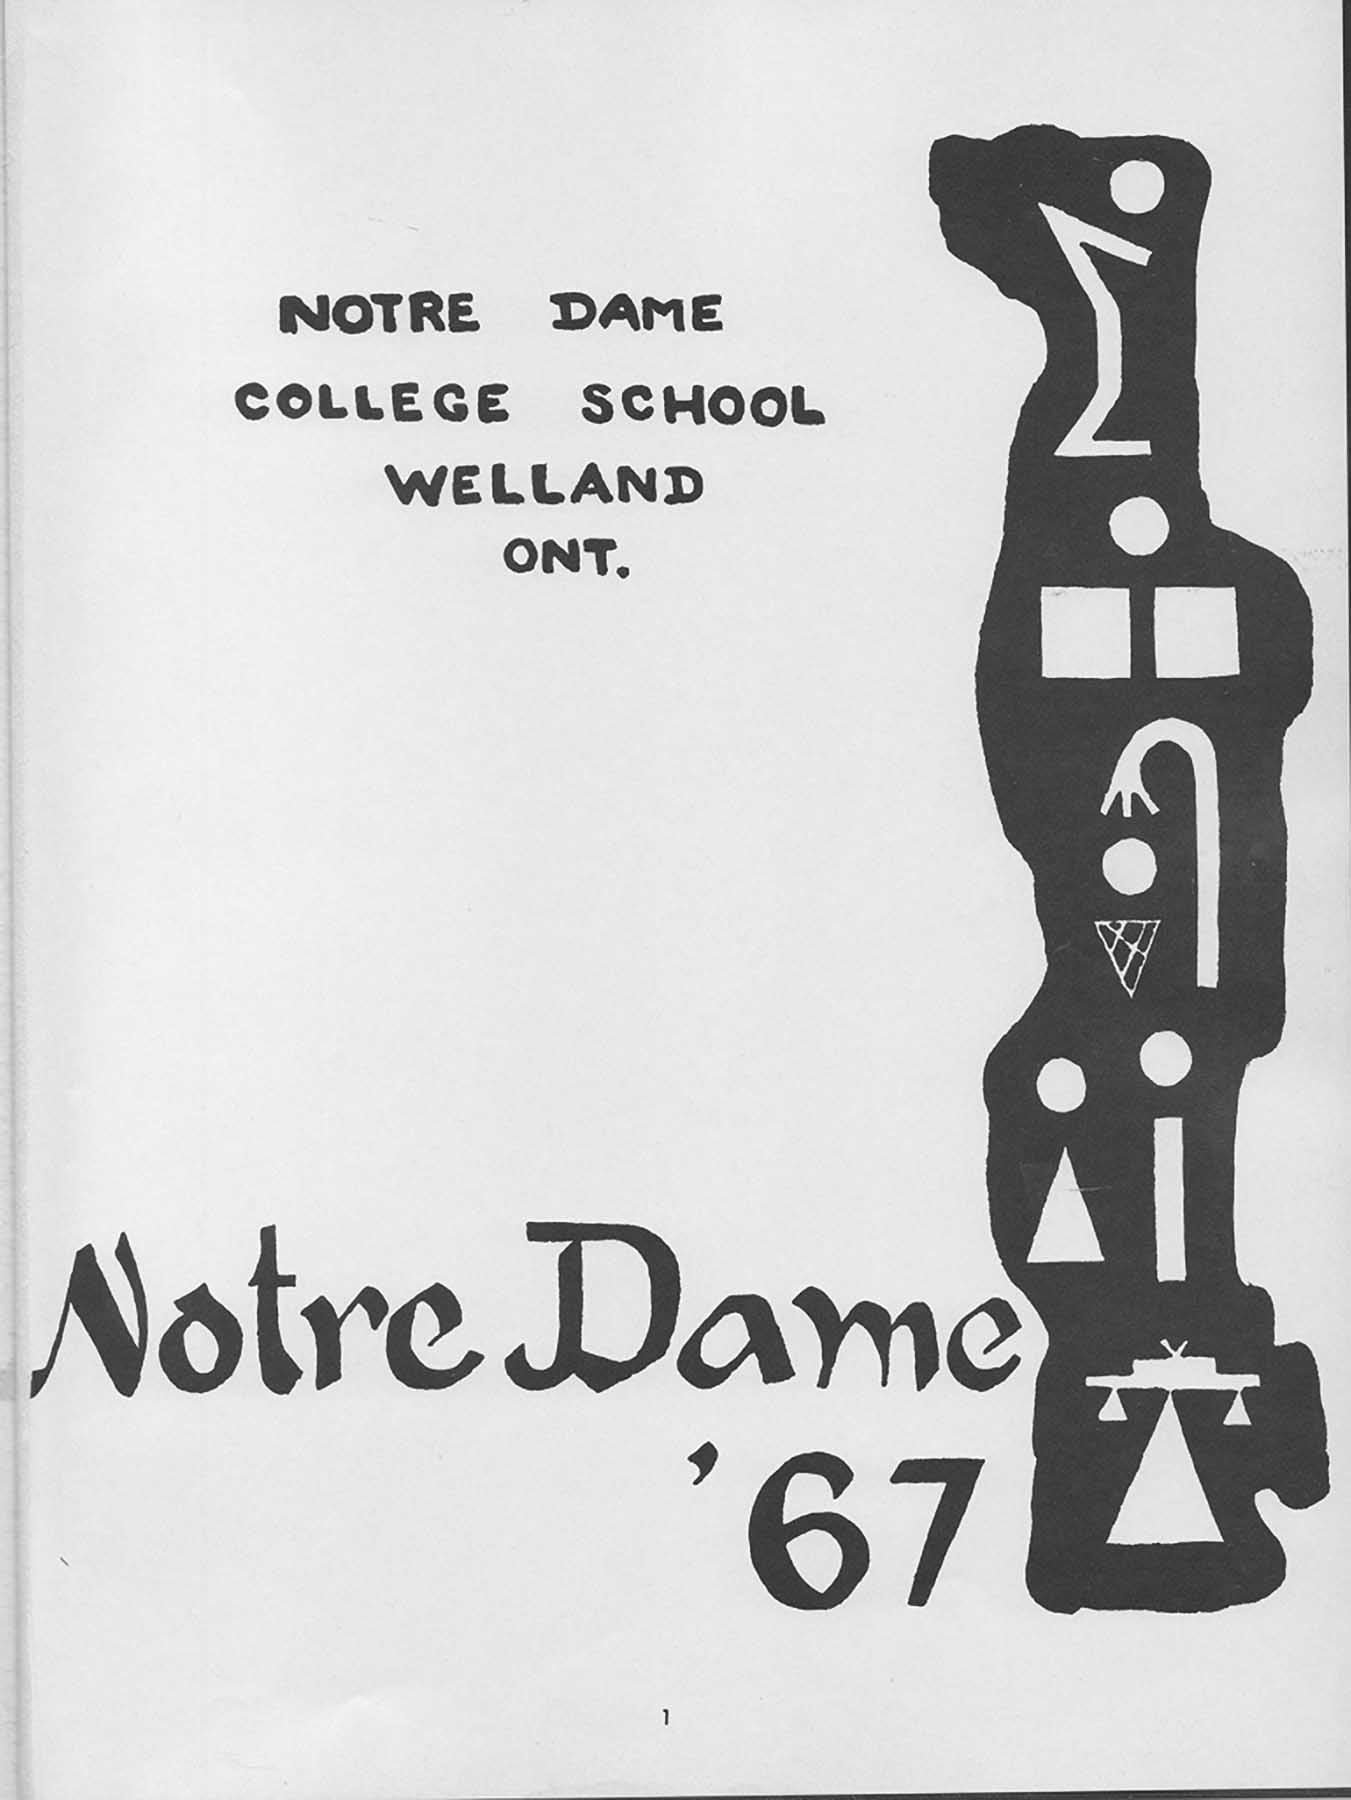 NOTRE DAME
COLLEGE SCHOOL
WELLAND
ONT.
Notre Dame
'67
1